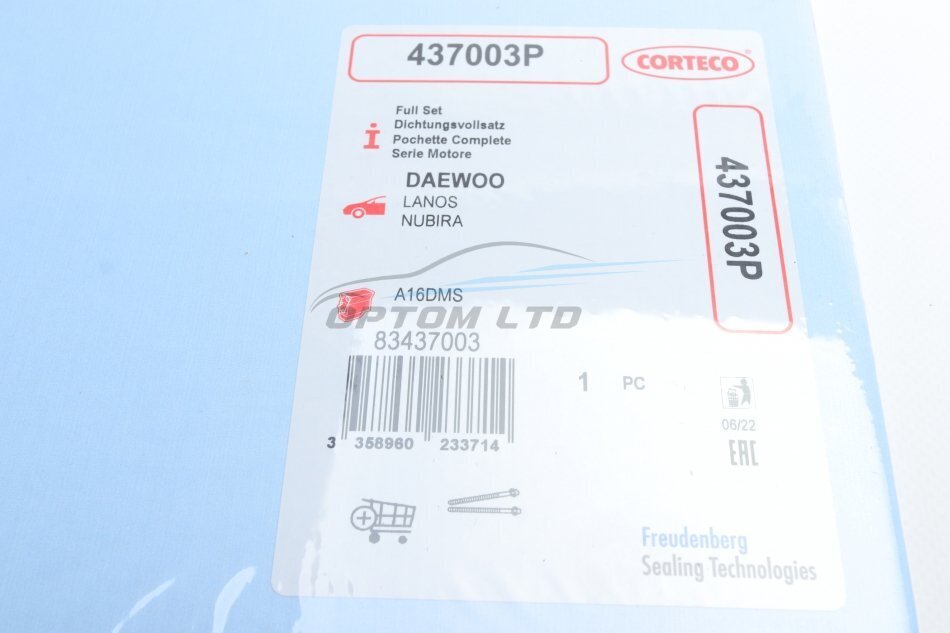 437003P
CORTECO
Full Set
Dichtungsvollsatz
Pochette Complete
Serie Motore
437003P
DAEWOO
LANOS
NUBIRA
A16DMS
OPTOM LTD
83437003
1 PC
3 358960 233714
06/22
EAC
Freudenberg
Sealing Technologies